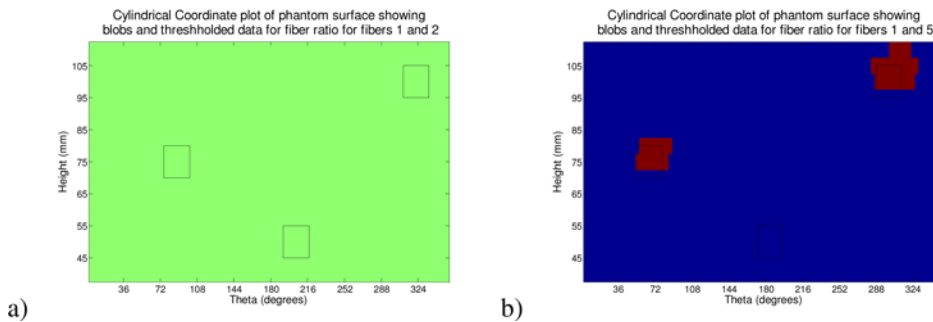 Cylindrical Coordinate plot of phantom surface showing
blobs and threshholded data for fiber ratio for fibers 1 and 2
105
95
85
75
65
55
45
Height (mm)
36 72 108 144 180 216 252 288 324
Theta (degrees)
a)
Cylindrical Coordinate plot of phantom surface showing
blobs and threshholded data for fiber ratio for fibers 1 and 5
105
95
85
75
65
55
45
Height (mm)
36 72 108 144 180 216 252 288 324
Theta (degrees)
b)